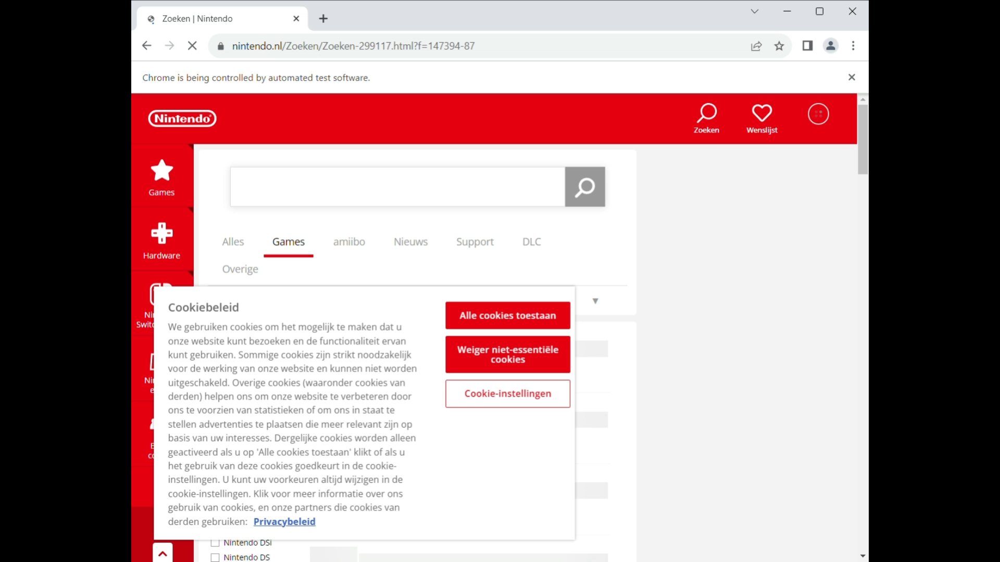 Zoeken | Nintendo
nintendo.nl/Zoeken/Zoeken-299117.html?f=147394-87
Chrome is being controlled by automated test software.
Nintendo
Zoeken
Wenslijst
Games
Hardware
Alles
Games
amiibo
Nieuws
Support
DLC
Overige
Cookiebeleid
We gebruiken cookies om het mogelijk te maken dat u
onze website kunt bezoeken en de functionaliteit ervan
kunt gebruiken. Sommige cookies zijn strikt noodzakelijk
voor de werking van onze website en kunnen niet worden
uitgeschakeld. Overige cookies (waaronder cookies van
derden) helpen ons om onze website te verbeteren door
ons te voorzien van statistieken of om ons in staat te
stellen advertenties te plaatsen die meer relevant zijn op
basis van uw interesses. Dergelijke cookies worden alleen
geactiveerd als u op 'Alle cookies toestaan' klikt of als u
het gebruik van deze cookies goedkeurt in de cookie-
instellingen. U kunt uw voorkeuren altijd wijzigen in de
cookie-instellingen. Klik voor meer informatie over ons
gebruik van cookies, en onze partners die cookies van
derden gebruiken: Privacybeleid
Alle cookies toestaan
Weiger niet-essentiële
cookies
Cookie-instellingen
Nintendo DSi
Nintendo DS